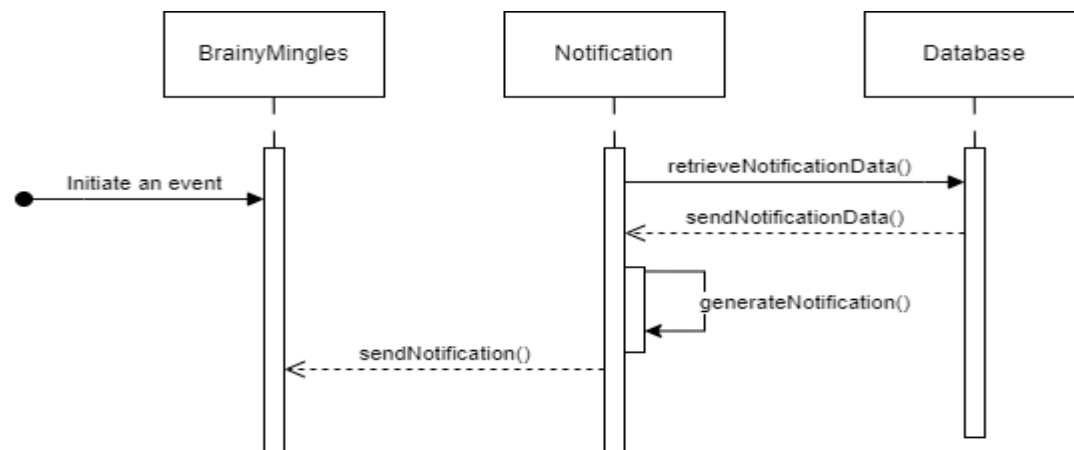 BrainyMingles
Notification
Database
retrieveNotificationData()
Initiate an event
sendNotificationData()
generateNotification()
sendNotification()